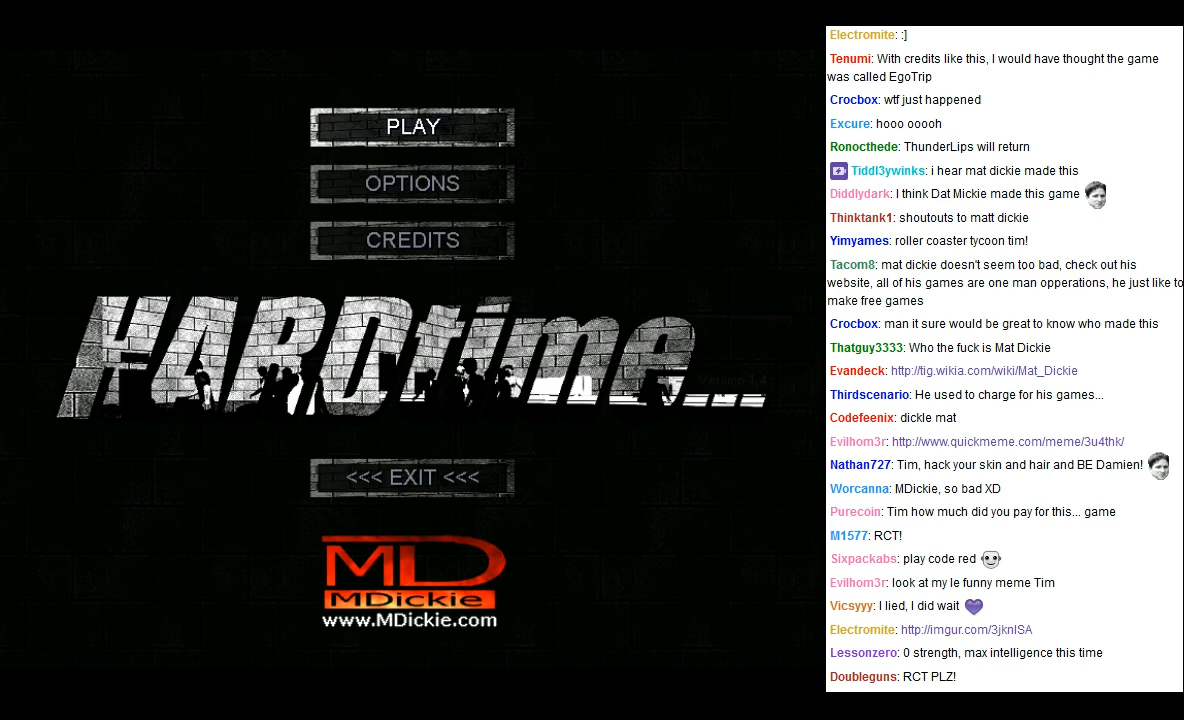 PLAY
OPTIONS
CREDITS
HARDtime...
Version 1.4
<<< EXIT <<<
MD
MDickie
www.MDickie.com
Electromite: :]
Tenumi: With credits like this, I would have thought the game
was called EgoTrip
Crocbox: wtf just happened
Excure: hooo ooooh
Ronocthede: ThunderLips will return
Tiddl3ywinks: i hear mat dickie made this
Diddlydark: I think Dat Mickie made this game
Thinktank1: shoutouts to matt dickie
Yimyames: roller coaster tycoon tim!
Tacom8: mat dickie doesn't seem too bad, check out his
website, all of his games are one man opperations, he just like to
make free games
Crocbox: man it sure would be great to know who made this
Thatguy3333: Who the fuck is Mat Dickie
Evandeck: http://tig.wikia.com/wiki/Mat_Dickie
Thirdscenario: He used to charge for his games...
Codefeenix: dickle mat
Evilhom3r: http://www.quickmeme.com/meme/3u4thk/
Nathan727: Tim, hack your skin and hair and BE Damien!
Worcanna: MDickie, so bad XD
Purecoin: Tim how much did you pay for this... game
M1577: RCT!
Sixpackabs: play code red
Evilhom3r: look at my le funny meme Tim
Vicsyyy: I lied, I did wait
Electromite: http://imgur.com/3jknISA
Lessonzero: 0 strength, max intelligence this time
Doubleguns: RCT PLZ!